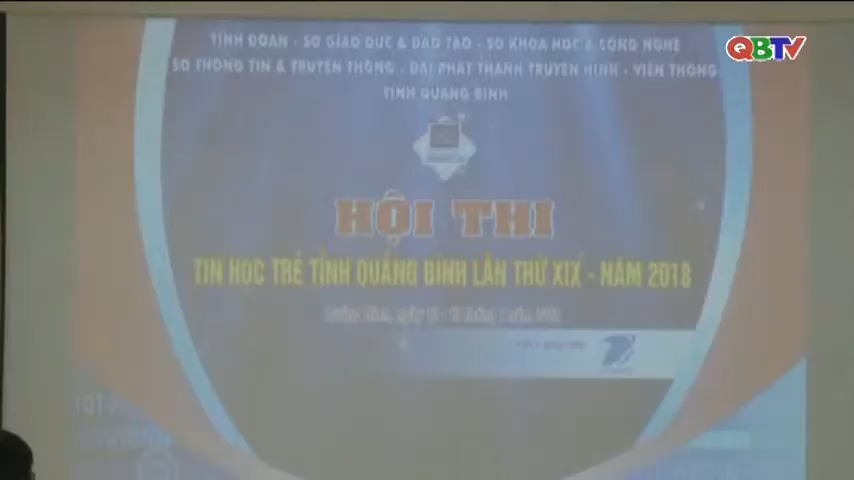 QBTV
TỈNH ĐOÀN - SỞ GIÁO DỤC & ĐÀO TẠO - SỞ KHOA HỌC & CÔNG NGHỆ
SỞ THÔNG TIN & TRUYỀN THÔNG - ĐÀI PHÁT THANH TRUYỀN HÌNH - VIỄN THÔNG
TỈNH QUẢNG BÌNH
HỘI THI
TIN HỌC TRẺ TỈNH QUẢNG BÌNH LẦN THỨ XIX - NĂM 2018